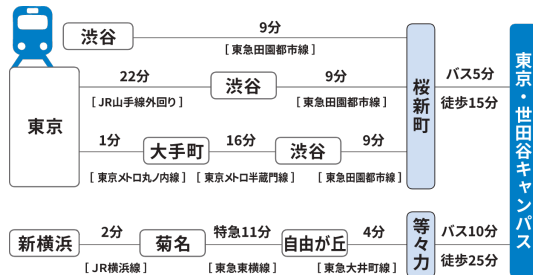 渋谷
9分
[東急田園都市線]
東京
22分
[JR山手線外回り]
渋谷
9分
[東急田園都市線]
1分
[東京メトロ丸ノ内線]
大手町
16分
[東京メトロ半蔵門線]
渋谷
9分
[東急田園都市線]
桜新町
バス5分
徒歩15分
新横浜
2分
[JR横浜線]
菊名
特急11分
[東急東横線]
自由が丘
4分
[東急大井町線]
等々力
バス10分
徒歩25分
東京・世田谷キャンパス